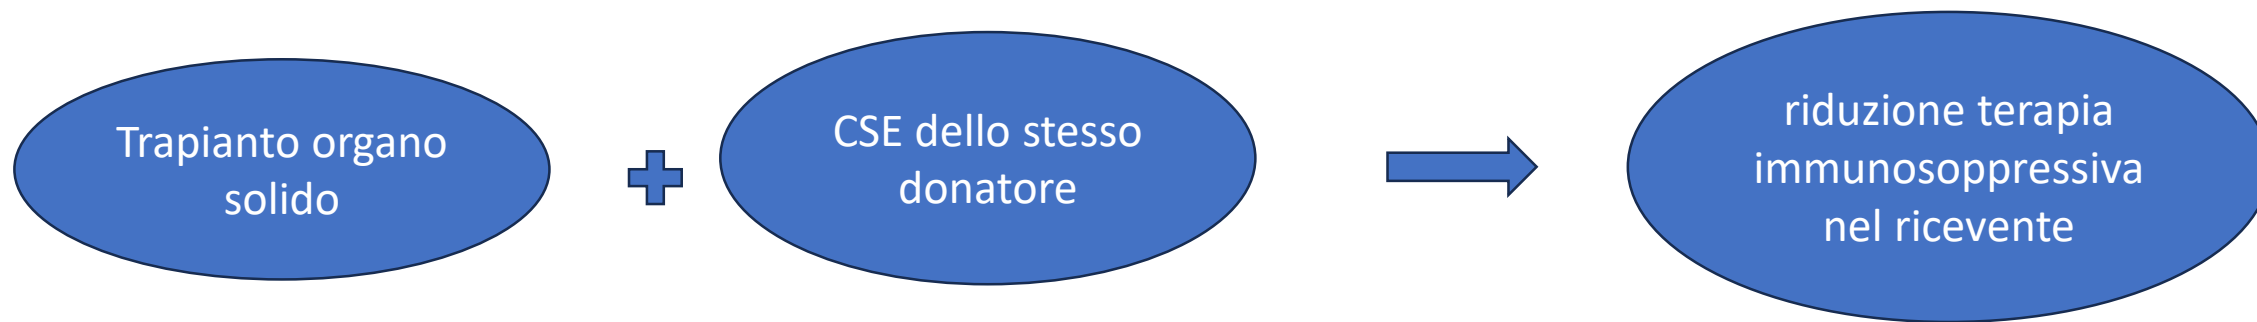 Trapianto organo
solido
CSE dello stesso
donatore
riduzione terapia
immunosoppressiva
nel ricevente